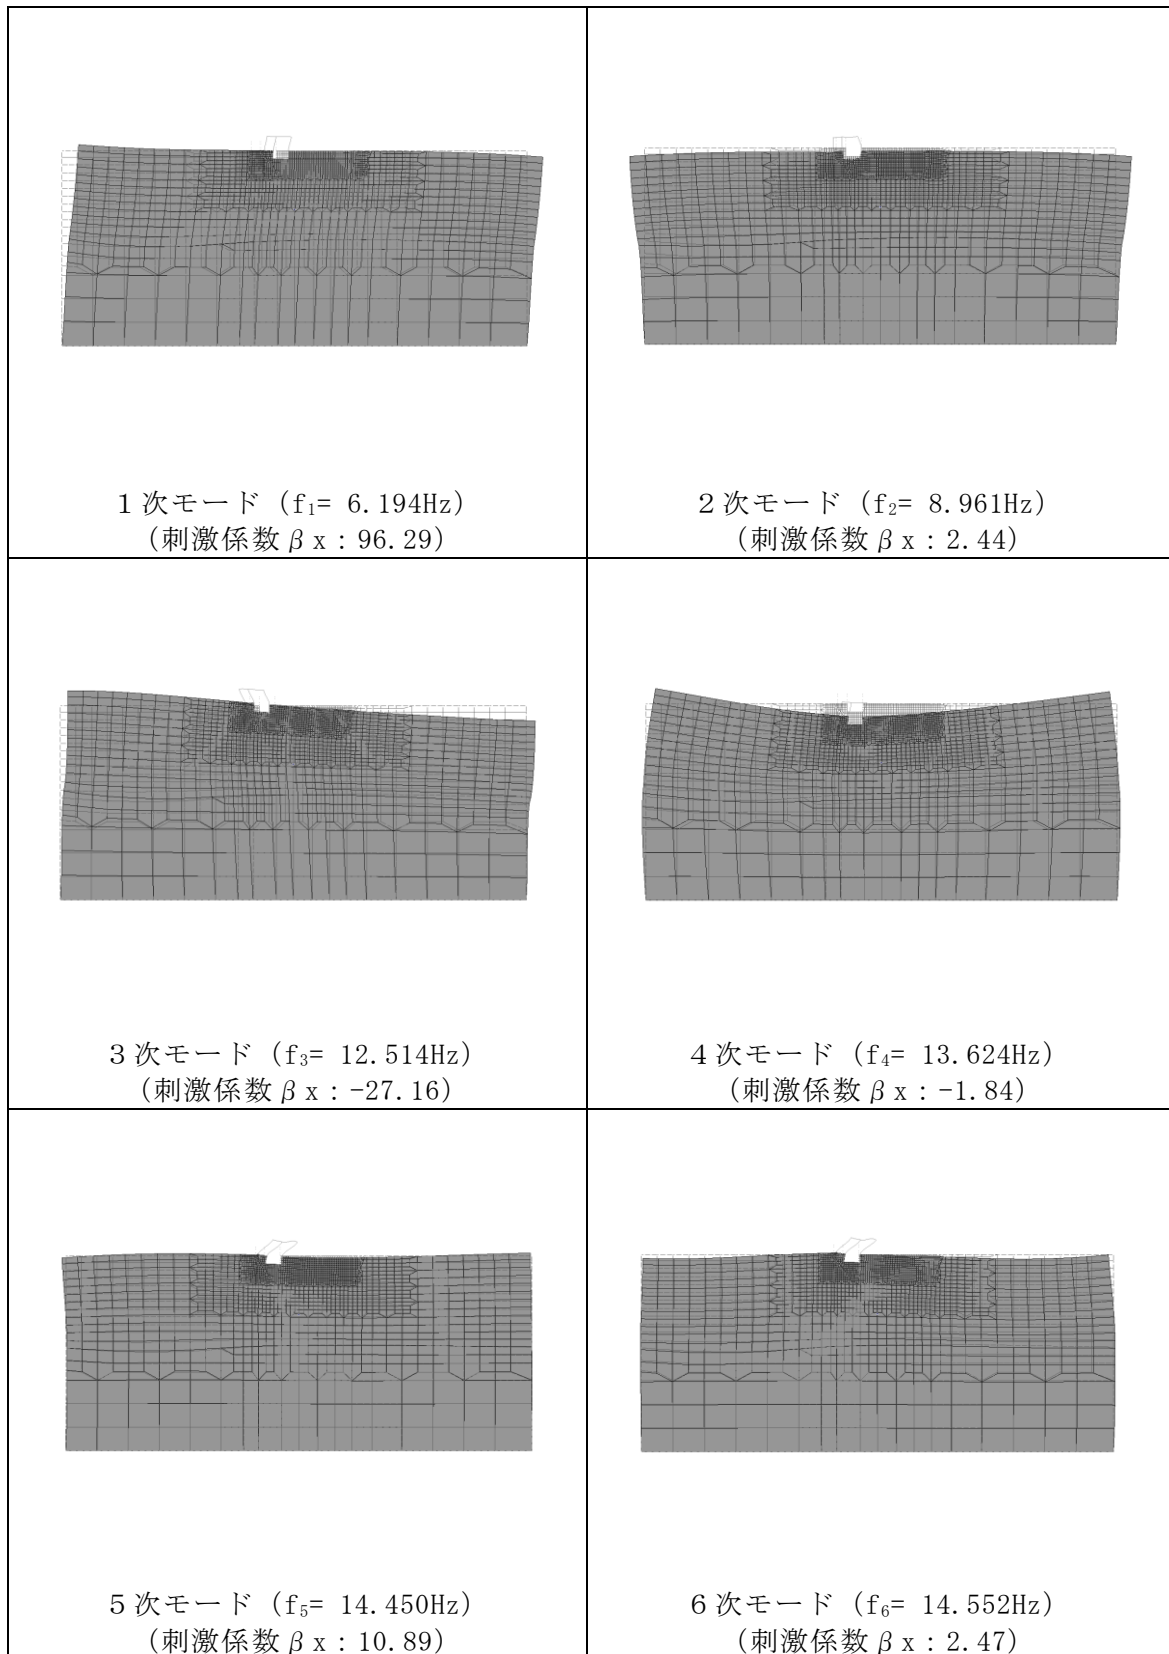 1次モード (f₁= 6.194Hz)
(刺激係数βx：96.29)
2次モード (f₂= 8.961Hz)
(刺激係数βx：2.44)
3次モード (f₃= 12.514Hz)
(刺激係数βx：-27.16)
4次モード (f₄= 13.624Hz)
(刺激係数βx：-1.84)
5次モード (f₅= 14.450Hz)
(刺激係数βx：10.89)
6次モード (f₆= 14.552Hz)
(刺激係数βx：2.47)